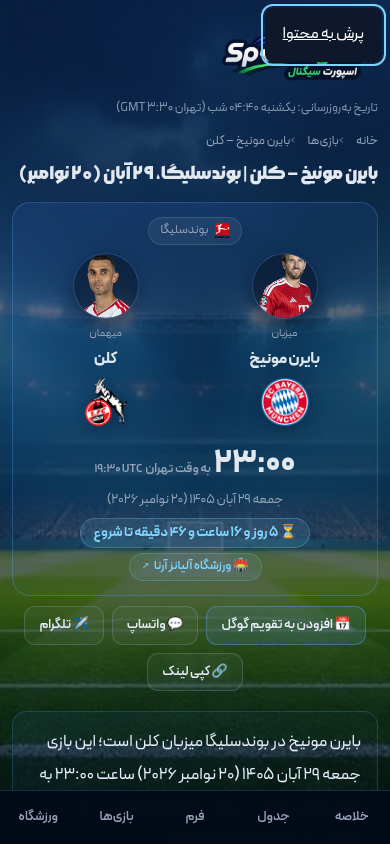 پرش به محتوا
Sp
اسپورت سیگنال
تاریخ به‌روزرسانی: یکشنبه ۰۴:۴۰ شب (تهران ۳:۳۰ GMT)
خانه › بازی‌ها › بایرن مونیخ – کلن
بایرن مونیخ – کلن | بوندسلیگا، ۲۹ آبان (۲۰ نوامبر)
بوندسلیگا
میزبان
میهمان
بایرن مونیخ
کلن
FC BAYERN MÜNCHEN
۲۳:۰۰ به وقت تهران ۱۹:۳۰ UTC
جمعه ۲۹ آبان ۱۴۰۵ (۲۰ نوامبر ۲۰۲۶)
⏳ ۵ روز و ۱۶ ساعت و ۴۶ دقیقه تا شروع
🏟️ ورزشگاه آلیانز آرنا ↗
📅 افزودن به تقویم گوگل
💬 واتساپ
✈️ تلگرام
🔗 کپی لینک
بایرن مونیخ در بوندسلیگا میزبان کلن است؛ این بازی
جمعه ۲۹ آبان ۱۴۰۵ (۲۰ نوامبر ۲۰۲۶) ساعت ۲۳:۰۰ به
خلاصه
جدول
فرم
بازی‌ها
ورزشگاه